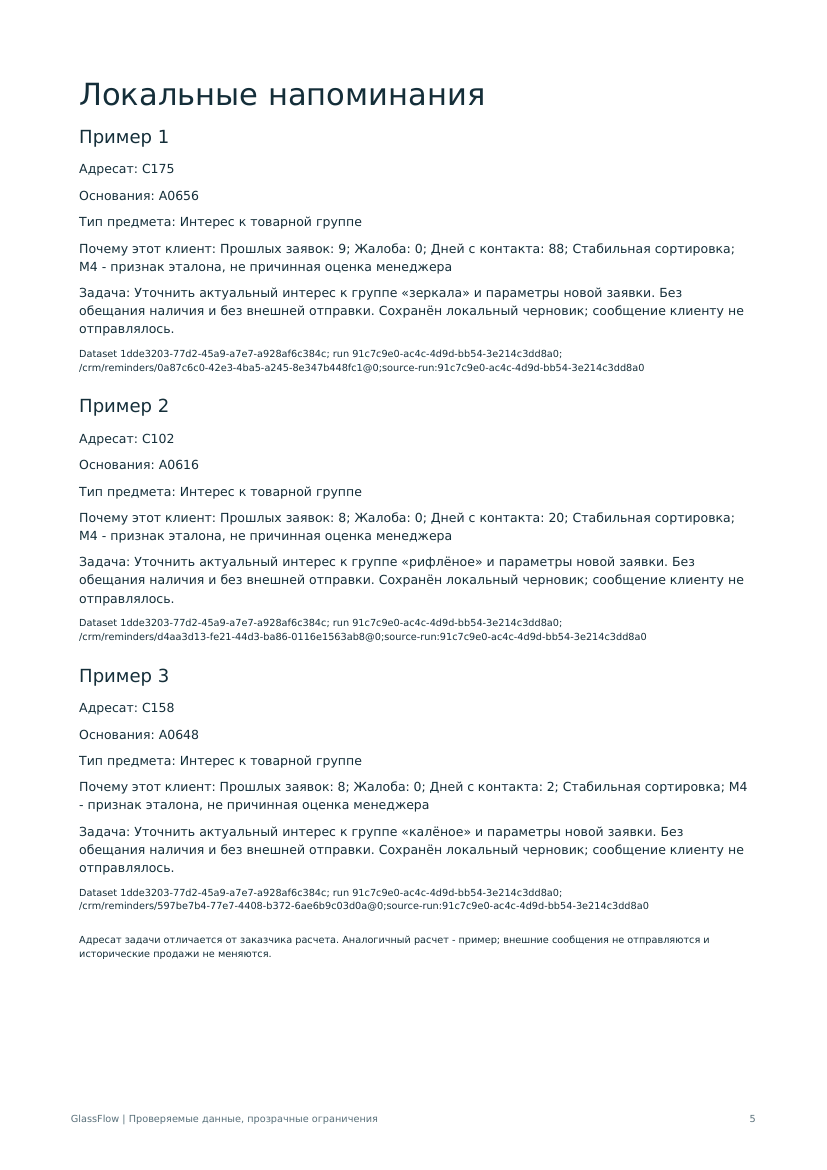 Локальные напоминания
Пример 1
Адресат: C175
Основания: A0656
Тип предмета: Интерес к товарной группе
Почему этот клиент: Прошлых заявок: 9; Жалоба: 0; Дней с контакта: 88; Стабильная сортировка;
M4 - признак эталона, не причинная оценка менеджера
Задача: Уточнить актуальный интерес к группе «зеркала» и параметры новой заявки. Без
обещания наличия и без внешней отправки. Сохранён локальный черновик; сообщение клиенту не
отправлялось.
Dataset 1dde3203-77d2-45a9-a7e7-a928af6c384c; run 91c7c9e0-ac4c-4d9d-bb54-3e214c3dd8a0;
/crm/reminders/0a87c6c0-42e3-4ba5-a245-8e347b448fc1@0;source-run:91c7c9e0-ac4c-4d9d-bb54-3e214c3dd8a0
Пример 2
Адресат: C102
Основания: A0616
Тип предмета: Интерес к товарной группе
Почему этот клиент: Прошлых заявок: 8; Жалоба: 0; Дней с контакта: 20; Стабильная сортировка;
M4 - признак эталона, не причинная оценка менеджера
Задача: Уточнить актуальный интерес к группе «рифлёное» и параметры новой заявки. Без
обещания наличия и без внешней отправки. Сохранён локальный черновик; сообщение клиенту не
отправлялось.
Dataset 1dde3203-77d2-45a9-a7e7-a928af6c384c; run 91c7c9e0-ac4c-4d9d-bb54-3e214c3dd8a0;
/crm/reminders/d4aa3d13-fe21-44d3-ba86-0116e1563ab8@0;source-run:91c7c9e0-ac4c-4d9d-bb54-3e214c3dd8a0
Пример 3
Адресат: C158
Основания: A0648
Тип предмета: Интерес к товарной группе
Почему этот клиент: Прошлых заявок: 8; Жалоба: 0; Дней с контакта: 2; Стабильная сортировка; M4
- признак эталона, не причинная оценка менеджера
Задача: Уточнить актуальный интерес к группе «калёное» и параметры новой заявки. Без
обещания наличия и без внешней отправки. Сохранён локальный черновик; сообщение клиенту не
отправлялось.
Dataset 1dde3203-77d2-45a9-a7e7-a928af6c384c; run 91c7c9e0-ac4c-4d9d-bb54-3e214c3dd8a0;
/crm/reminders/597be7b4-77e7-4408-b372-6ae6b9c03d0a@0;source-run:91c7c9e0-ac4c-4d9d-bb54-3e214c3dd8a0
Адресат задачи отличается от заказчика расчета. Аналогичный расчет - пример; внешние сообщения не отправляются и
исторические продажи не меняются.
GlassFlow | Проверяемые данные, прозрачные ограничения 5